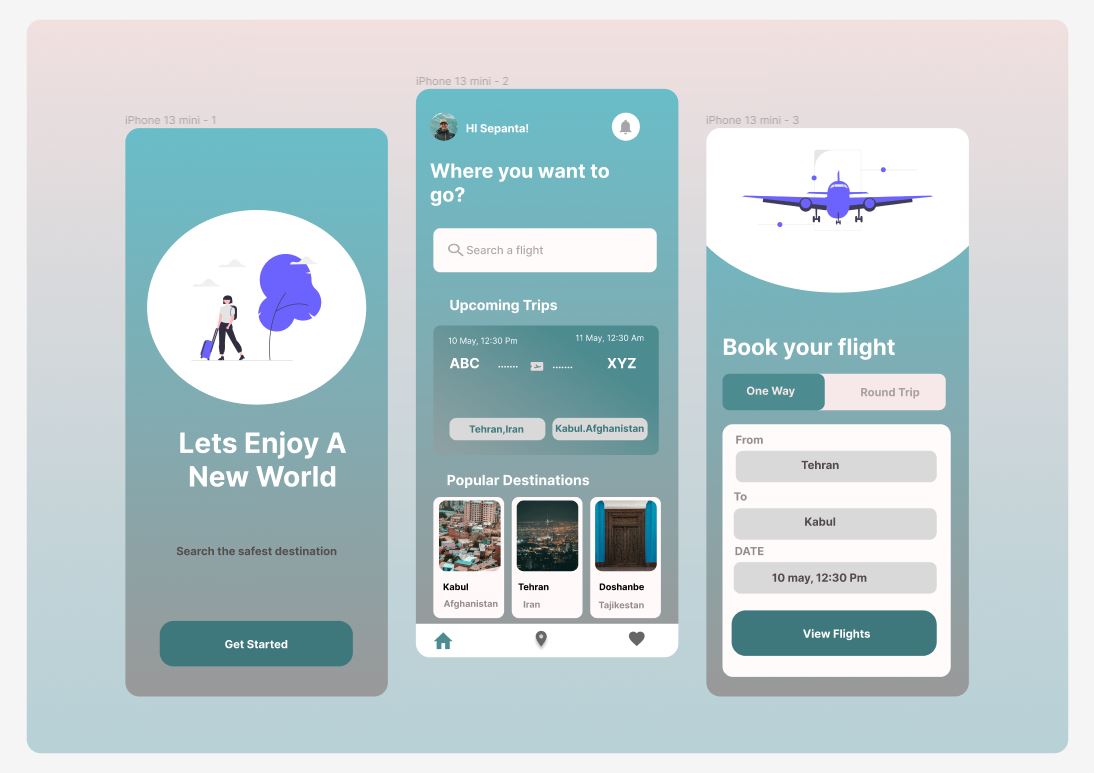 iPhone 13 mini - 1
Lets Enjoy A
New World
Search the safest destination
Get Started
iPhone 13 mini - 2
HI Sepanta!
Where you want to
go?
Search a flight
Upcoming Trips
10 May, 12:30 Pm
11 May, 12:30 Am
ABC ....... ....... XYZ
Tehran,Iran
Kabul.Afghanistan
Popular Destinations
Kabul
Afghanistan
Tehran
Iran
Doshanbe
Tajikestan
iPhone 13 mini - 3
Book your flight
One Way
Round Trip
From
Tehran
To
Kabul
DATE
10 may, 12:30 Pm
View Flights